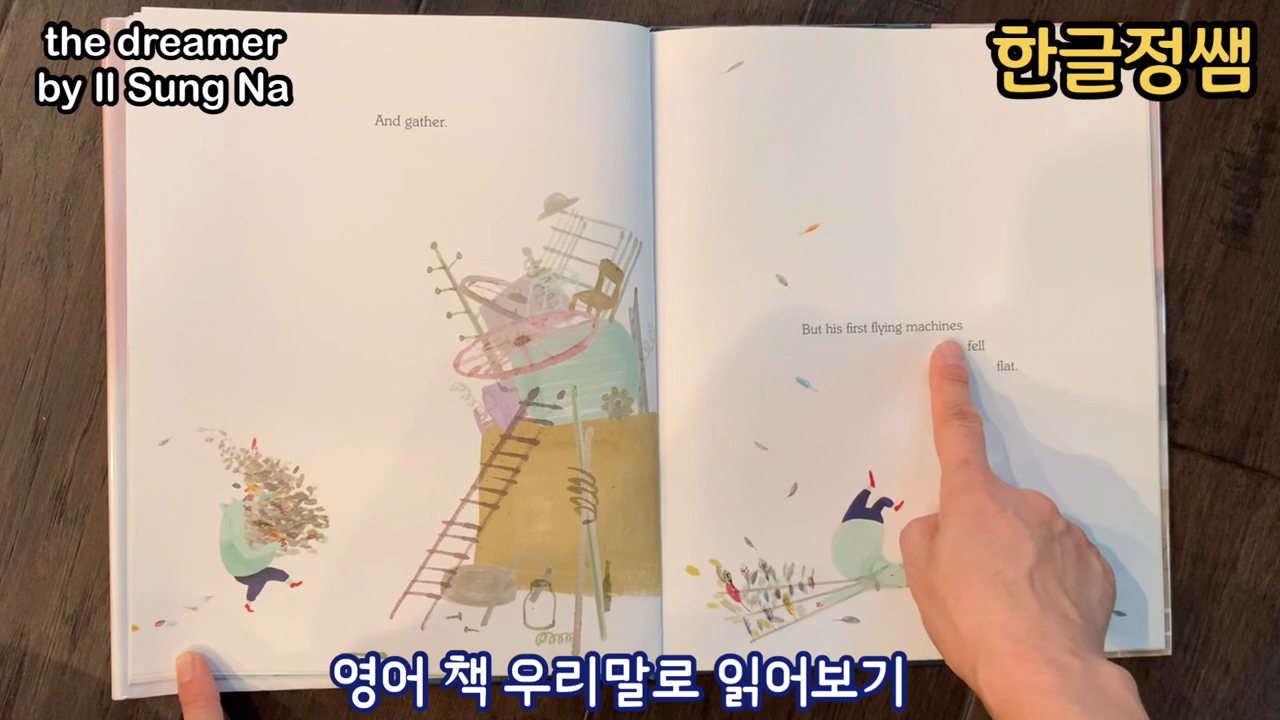 the dreamer
by Il Sung Na
한글정쌤
And gather.
But his first flying machines
fell
flat.
영어 책 우리말로 읽어보기